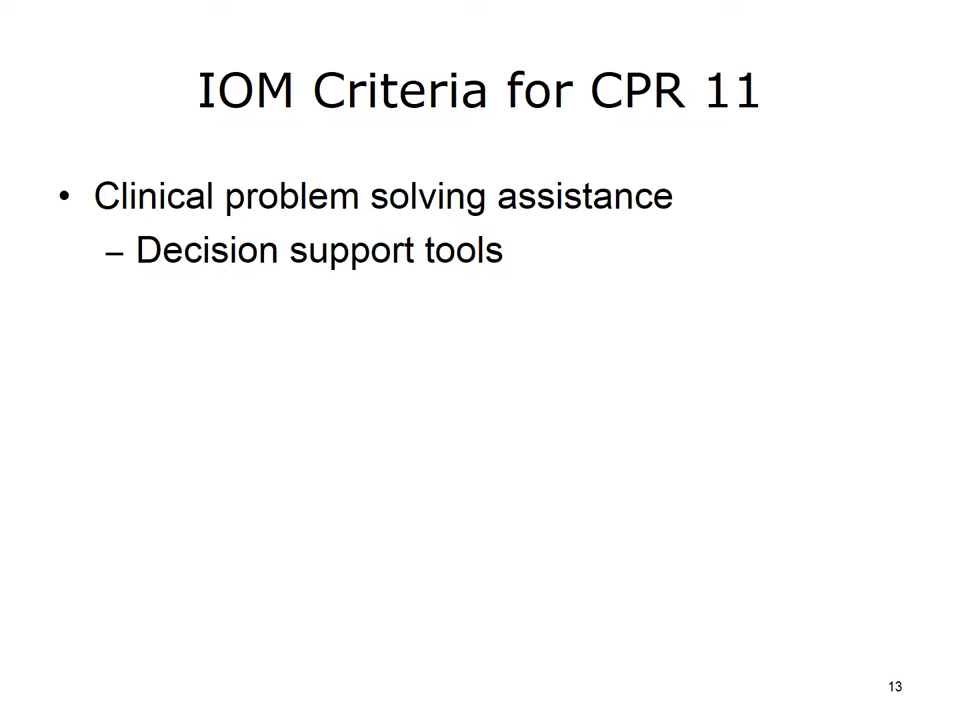 IOM Criteria for CPR 11
• Clinical problem solving assistance
– Decision support tools
13